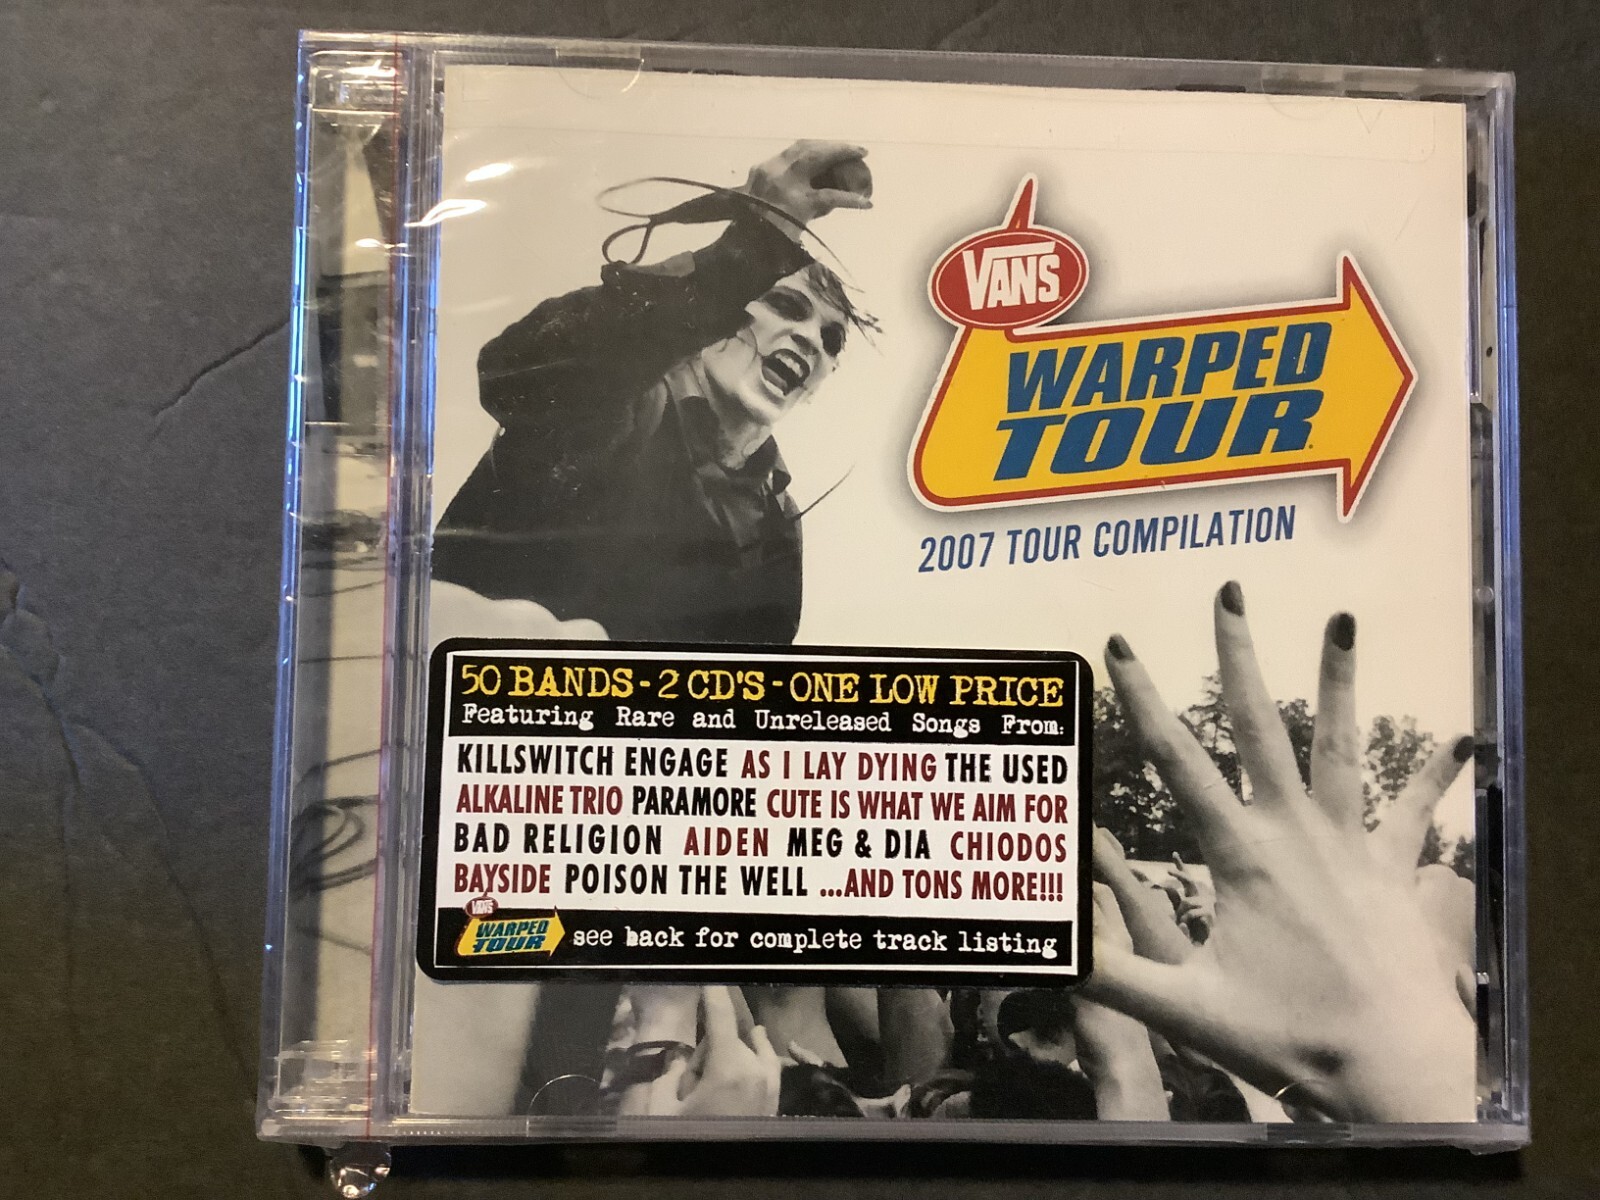 VANS
WARPED
TOUR
2007 TOUR COMPILATION
50 BANDS - 2 CD'S - ONE LOW PRICE
Featuring Rare and Unreleased Songs From:
KILLSWITCH ENGAGE AS I LAY DYING THE USED
ALKALINE TRIO PARAMORE CUTE IS WHAT WE AIM FOR
BAD RELIGION AIDEN MEG & DIA CHIODOS
BAYSIDE POISON THE WELL ...AND TONS MORE!!!
VANS
WARPED
TOUR
see back for complete track listing